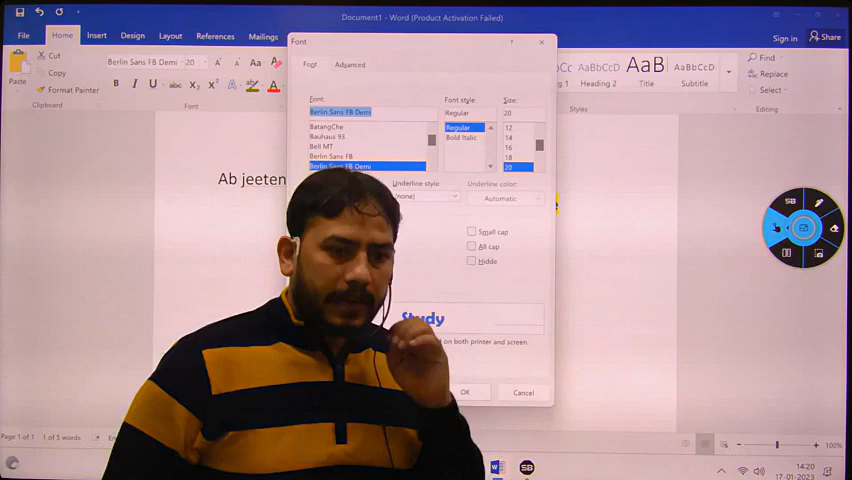 Document1 - Word (Product Activation Failed)
File Home Insert Design Layout References Mailings Sign in Share
Font
Font Advanced
Cut
Copy
Format Painter
Paste
Clipboard
Berlin Sans FB Demi 20
Font
Font:
Berlin Sans FB Demi
BatangChe
Bauhaus 93
Bell MT
Berlin Sans FB
Berlin Sans FB Demi
Font style:
Regular
Regular
Bold Italic
Size:
20
12
14
16
18
20
Underline style:
(none)
Underline color:
Automatic
Small cap
All cap
Hidde
Study
on both printer and screen.
OK Cancel
AaBbCcC AaB AaBbCcD
Heading 2 Title Subtitle
Styles
Find
Replace
Select
Editing
Ab jeeten
SB
Page 1 of 1 1 of 5 words
100%
14:20
17-01-2023